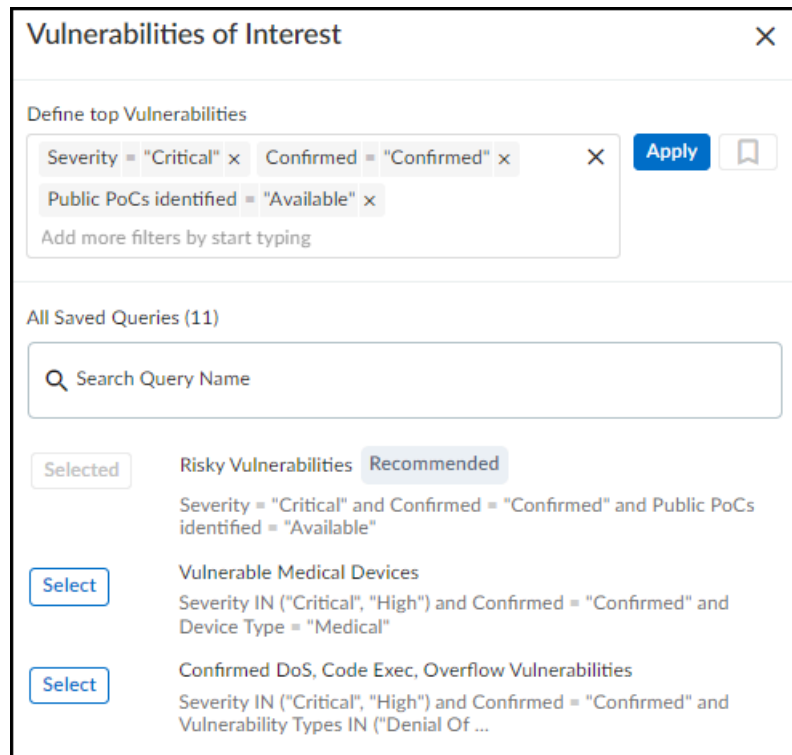 Vulnerabilities of Interest
Define top Vulnerabilities
Severity = "Critical" × Confirmed = "Confirmed" ×
Apply
Public PoCs identified = "Available" ×
Add more filters by start typing
All Saved Queries (11)
Search Query Name
Selected
Risky Vulnerabilities Recommended
Severity = "Critical" and Confirmed = "Confirmed" and Public PoCs
identified = "Available"
Select
Vulnerable Medical Devices
Severity IN ("Critical", "High") and Confirmed = "Confirmed" and
Device Type = "Medical"
Select
Confirmed DoS, Code Exec, Overflow Vulnerabilities
Severity IN ("Critical", "High") and Confirmed = "Confirmed" and
Vulnerability Types IN ("Denial Of ...